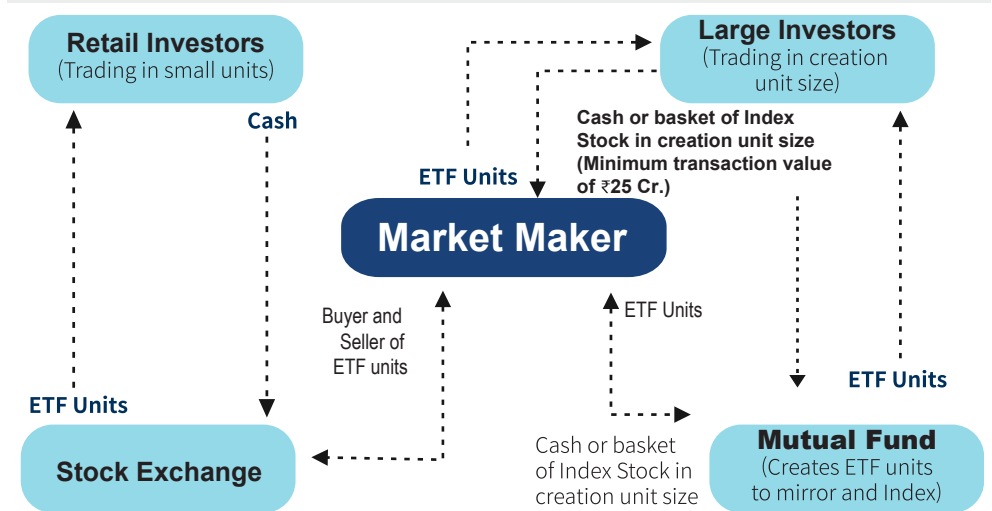 Retail Investors
(Trading in small units)
Large Investors
(Trading in creation
unit size)
Cash
Cash or basket of Index
Stock in creation unit size
(Minimum transaction value
of ₹25 Cr.)
ETF Units
Market Maker
Buyer and
Seller of
ETF units
ETF Units
ETF Units
ETF Units
Stock Exchange
Cash or basket
of Index Stock in
creation unit size
Mutual Fund
(Creates ETF units
to mirror and Index)